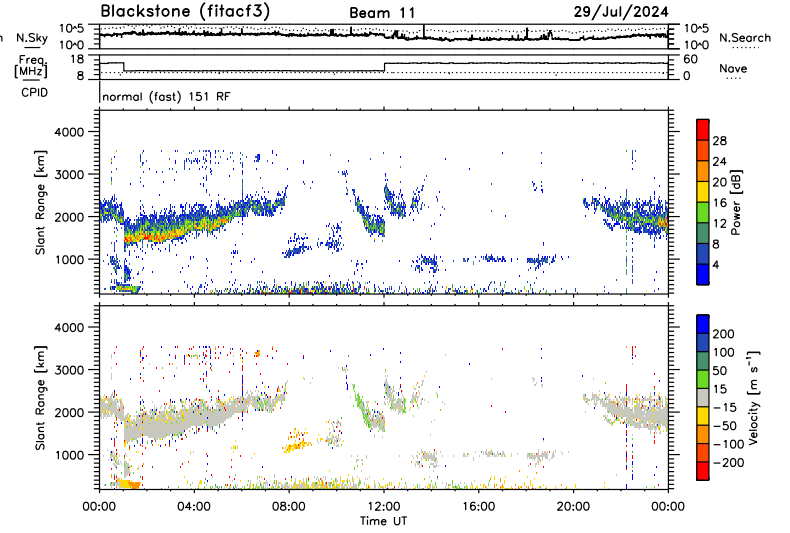 Blackstone (fitacf3) Beam 11 29/Jul/2024
n N.Sky 10^5 10^0 10^5 10^0 N.Search
Freq. [MHz] 18 8 60 0 Nave
CPID normal (fast) 151 RF
Slant Range [km] 4000 3000 2000 1000
28 24 20 16 12 8 4 Power [dB]
Slant Range [km] 4000 3000 2000 1000
200 100 50 15 -15 -50 -100 -200 Velocity [m s⁻¹]
00:00 04:00 08:00 12:00 16:00 20:00 00:00
Time UT